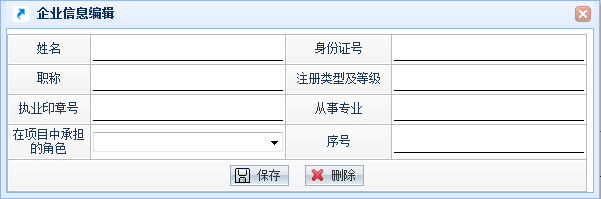 企业信息编辑
姓名
身份证号
职称
注册类型及等级
执业印章号
从事专业
在项目中承担
的角色
序号
保存
删除